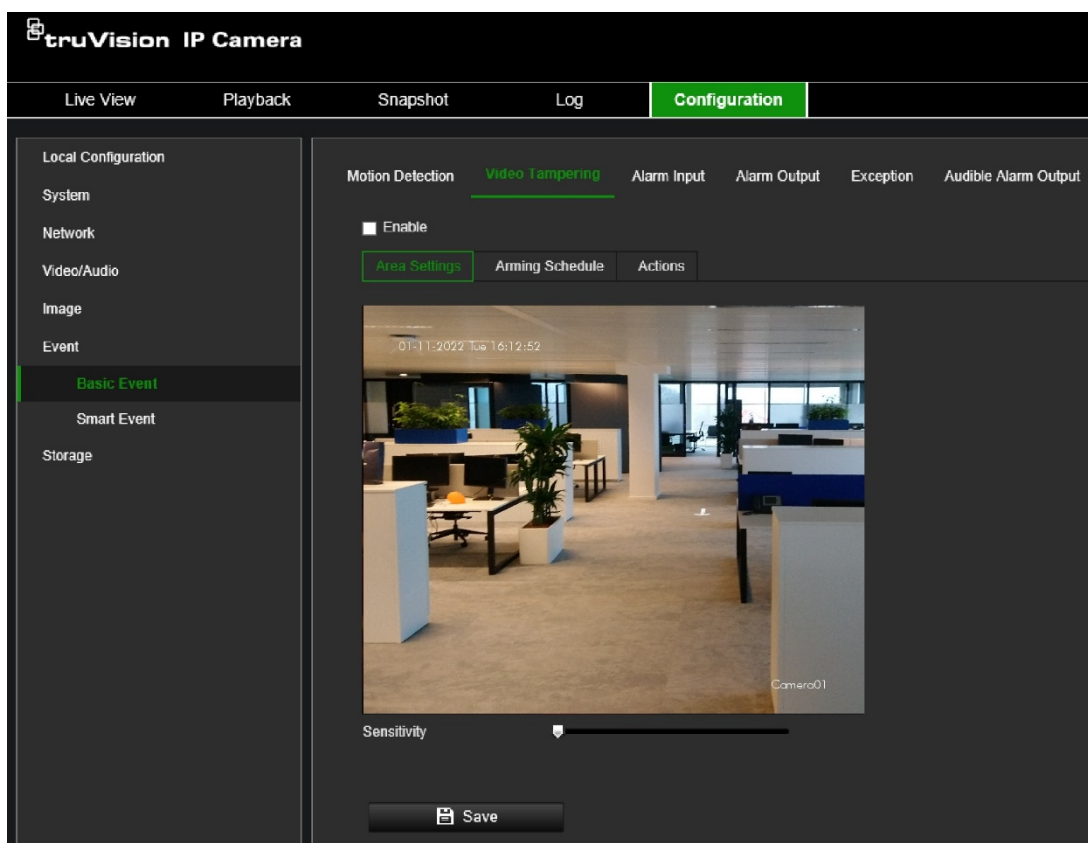 truVision IP Camera
Live View Playback Snapshot Log Configuration
Local Configuration
System
Network
Video/Audio
Image
Event
Basic Event
Smart Event
Storage
Motion Detection Video Tampering Alarm Input Alarm Output Exception Audible Alarm Output
Enable
Area Settings Arming Schedule Actions
01-11-2022 Tue 16:12:52
Camera01
Sensitivity
Save